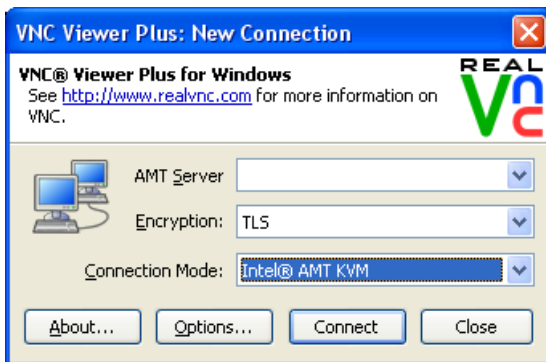 VNC Viewer Plus: New Connection
VNC® Viewer Plus for Windows
See http://www.realvnc.com for more information on
VNC.
REAL
VNC
AMT Server
Encryption: TLS
Connection Mode: Intel® AMT KVM
About... Options... Connect Close